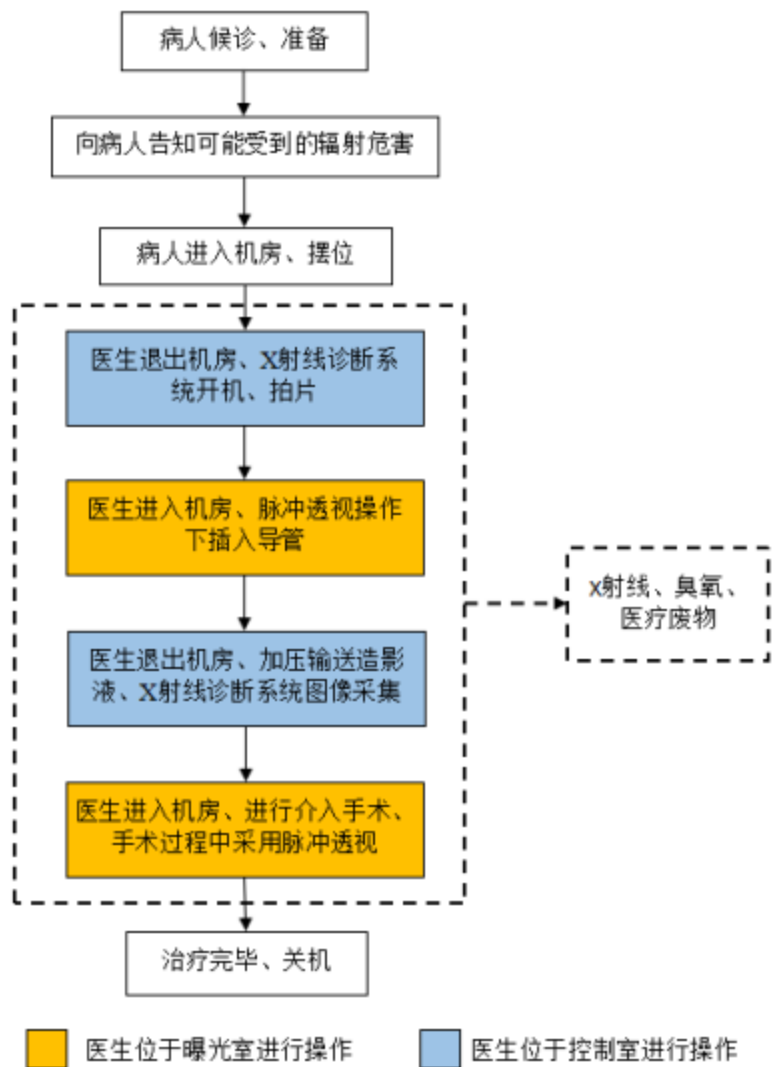 病人候诊、准备
向病人告知可能受到的辐射危害
病人进入机房、摆位
医生退出机房、X射线诊断系
统开机、拍片
医生进入机房、脉冲透视操作
下插入导管
医生退出机房、加压输送造影
液、X射线诊断系统图像采集
医生进入机房、进行介入手术、
手术过程中采用脉冲透视
治疗完毕、关机
x射线、臭氧、
医疗废物
医生位于曝光室进行操作
医生位于控制室进行操作